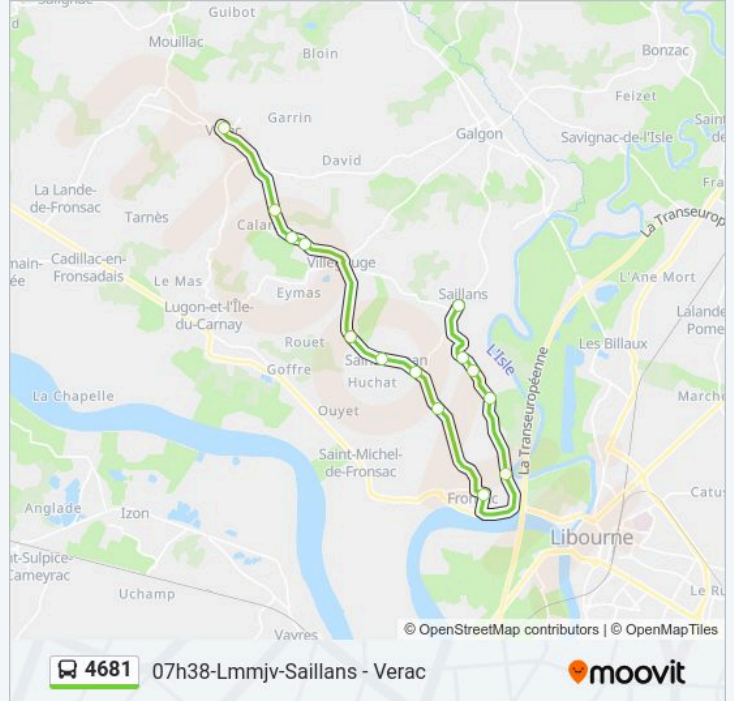 Guibot
Mouillac
Bloin
Bonzac
Feizet
Garrin
Galgon
Savignac-de-l'Isle
David
La Lande-
de-Fronsac
Tarnès
La Transeurop
Cadillac-en-
Fronsadais
Le Mas
Eymas
Saillans
L'Ane Mort
Lugon-et-l'Île-
du-Carnay
Rouet
L'Isle
Les Billaux
Goffre
Huchat
La Transeuropéenne
La Chapelle
Ouyet
Saint-Michel-
de-Fronsac
Anglade
Izon
Libourne
Uchamp
Vayres
© OpenStreetMap contributors | © OpenMapTiles
4681 07h38-Lmmjv-Saillans - Verac
moovit